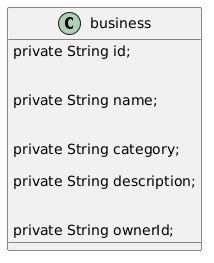 C business
private String id;
private String name;
private String category;
private String description;
private String ownerId;